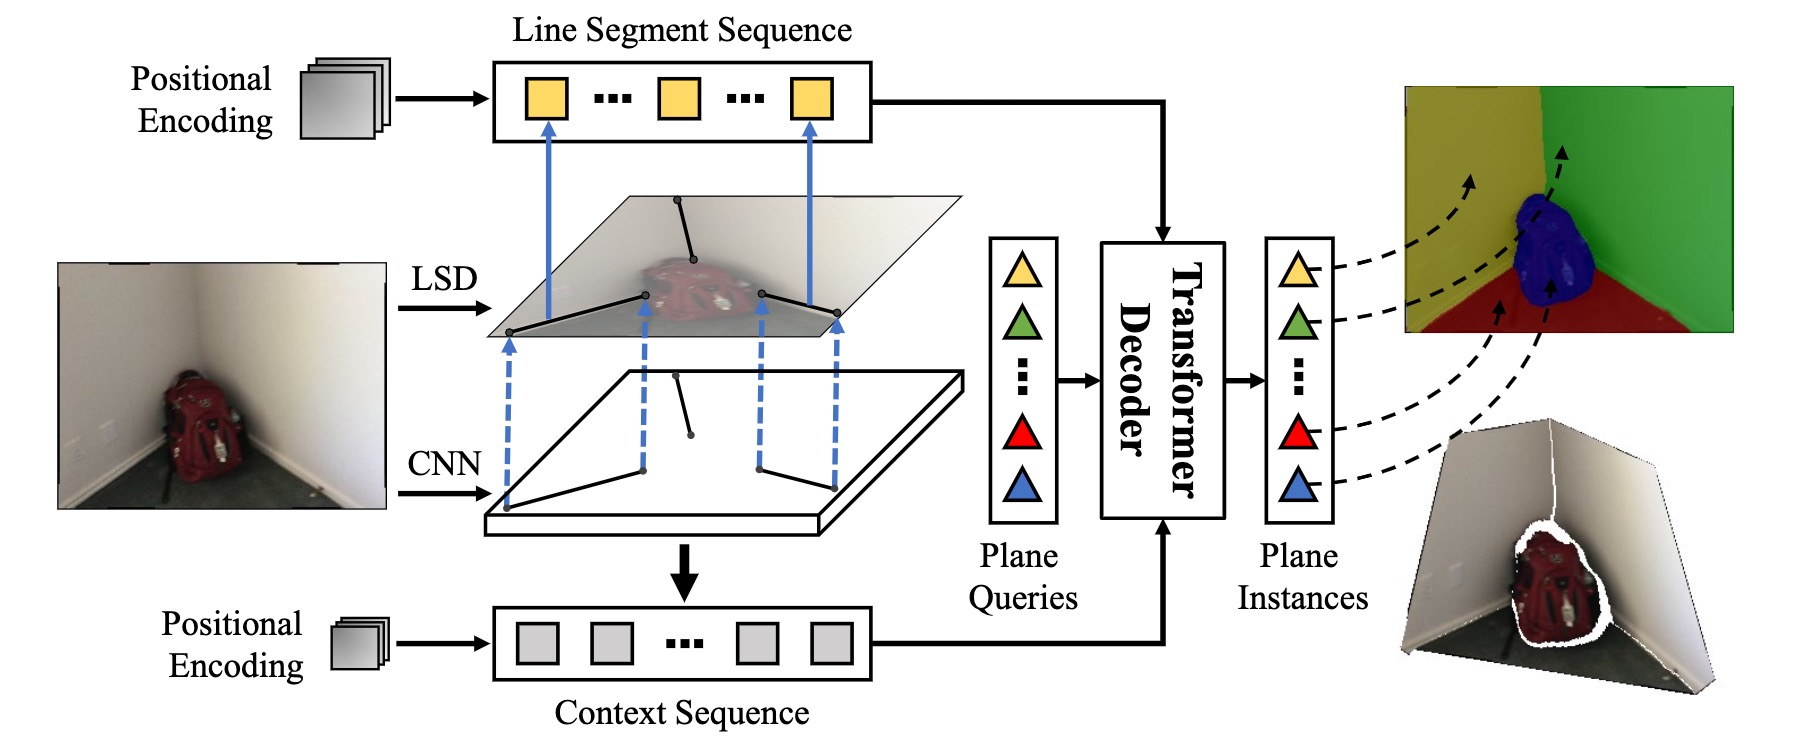 Line Segment Sequence
Positional
Encoding
LSD
CNN
Positional
Encoding
Context Sequence
Plane
Queries
Transformer
Decoder
Plane
Instances